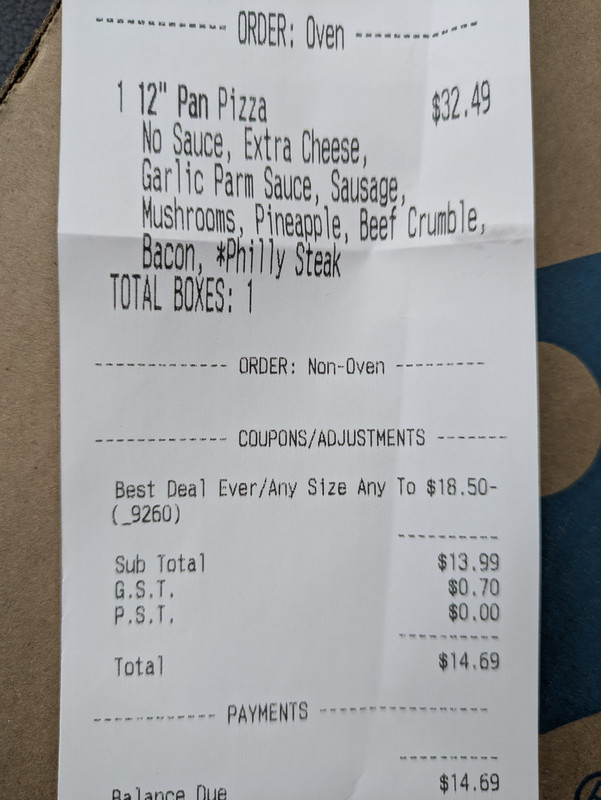 ------------- ORDER: Oven -------------
1 12" Pan Pizza $32.49
No Sauce, Extra Cheese,
Garlic Parm Sauce, Sausage,
Mushrooms, Pineapple, Beef Crumble,
Bacon, *Philly Steak
TOTAL BOXES: 1
------------- ORDER: Non-Oven ---------
------------- COUPONS/ADJUSTMENTS -------
Best Deal Ever/Any Size Any To $18.50-
(_9260)
----------
Sub Total $13.99
G.S.T. $0.70
P.S.T. $0.00
----------
Total $14.69
------------ PAYMENTS -----------------
----------
Balance Due $14.69